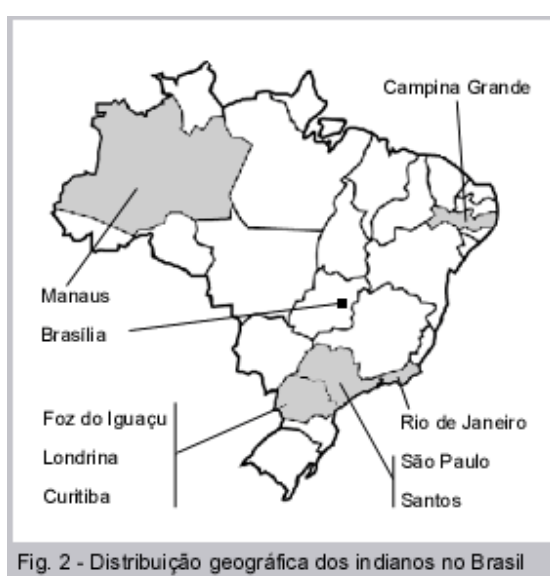 Campina Grande
Manaus
Brasília
Foz do Iguaçu
Londrina
Curitiba
Rio de Janeiro
São Paulo
Santos
Fig. 2 - Distribuição geográfica dos indianos no Brasil